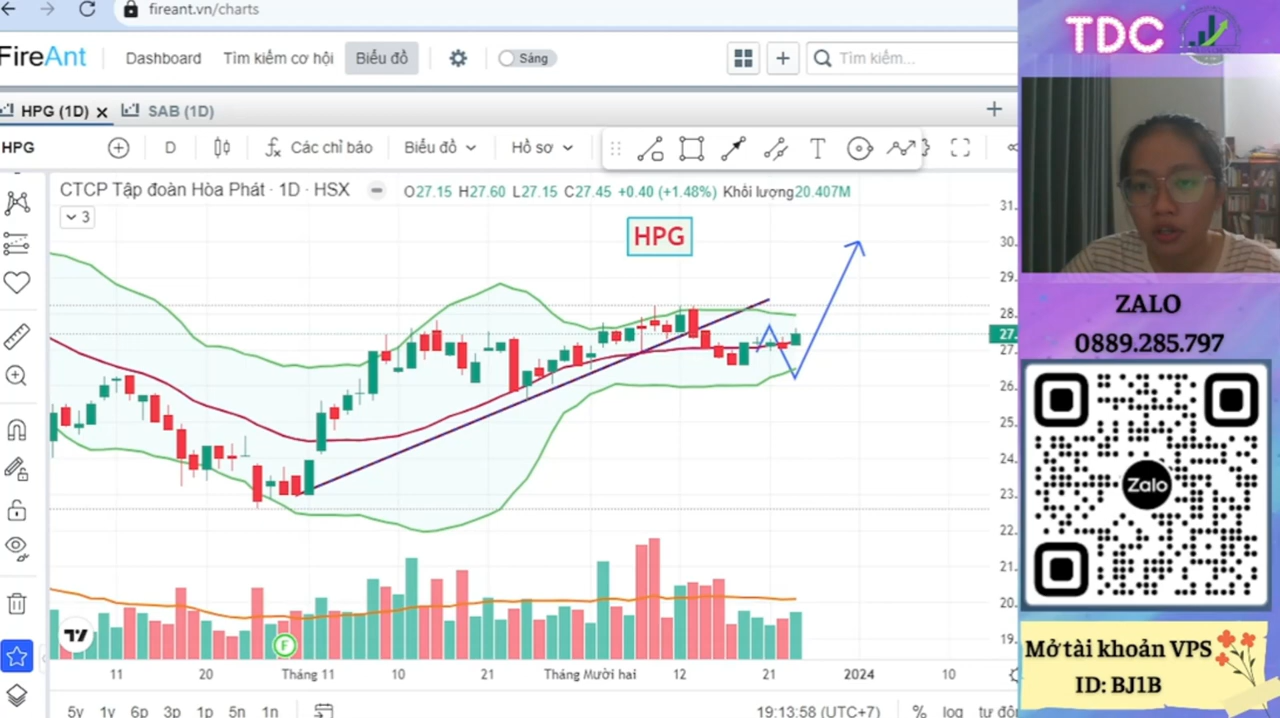 fireant.vn/charts
TDC
FireAnt
Dashboard
Tìm kiếm cơ hội
Biểu đồ
Sáng
Tìm kiếm...
HPG (1D)
SAB (1D)
HPG
D
Các chỉ báo
Biểu đồ
Hồ sơ
T
CTCP Tập đoàn Hòa Phát · 1D · HSX
O27.15 H27.60 L27.15 C27.45 +0.40 (+1.48%) Khối lượng20.407M
3
HPG
31.
30.
29.
28.
27.
27.
26.
25.
24.
23.
22.
21.
20.
19.
F
11
20
Tháng 11
10
21
Tháng Mười hai
12
21
2024
10
5y
1y
6p
3p
1p
5n
1n
19:13:58 (UTC+7)
%
log
tự độ
ZALO
0889.285.797
Zalo
Mở tài khoản VPS
ID: BJ1B